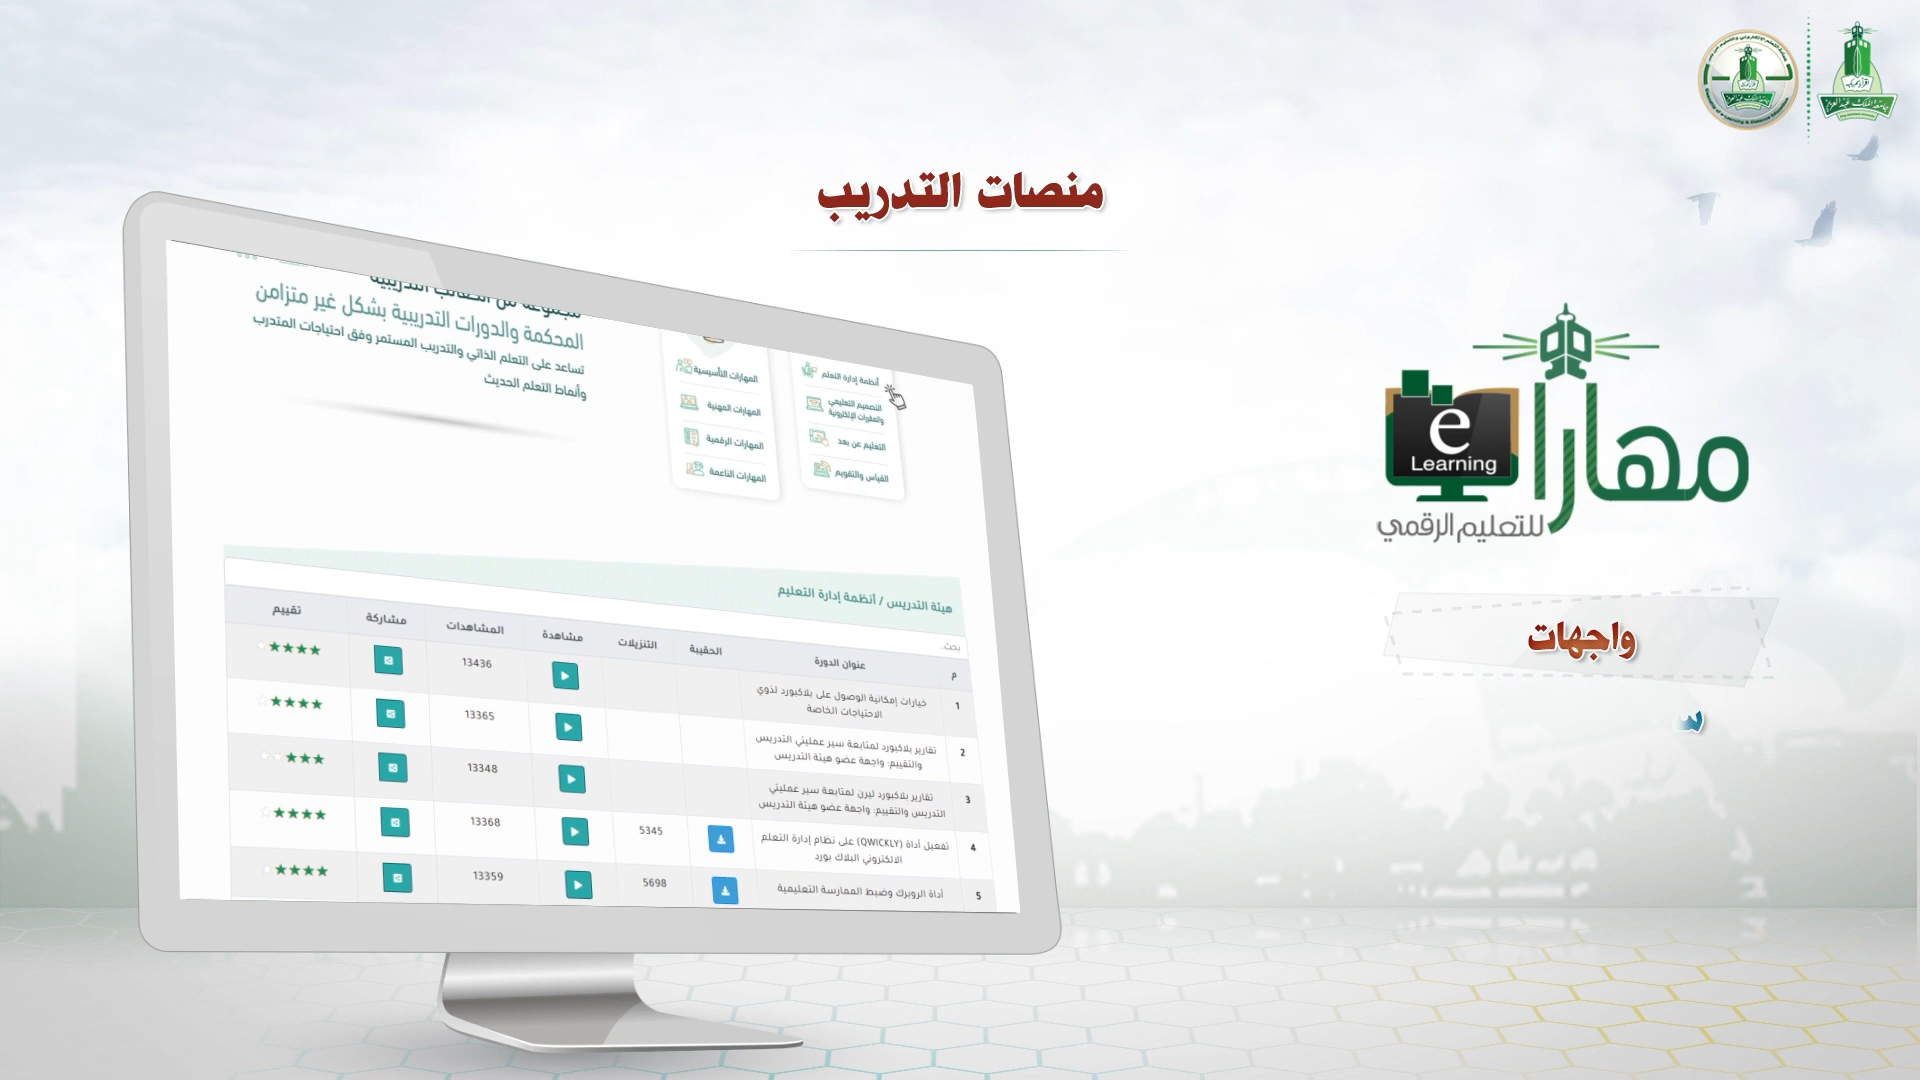 جامعة الملك عبد العزيز
منصات التدريب
مهارات
e
Learning
للتعليم الرقمي
واجهات
المحكمة والدورات التدريبية بشكل غير متزامن
تساعد على التعلم الذاتي والتدريب المستمر وفق احتياجات المتدرب
وأنماط التعلم الحديث
أنظمة إدارة التعلم
التصميم التعليمي
والمقررات الإلكترونية
التعليم عن بعد
القياس والتقويم
المهارات التأسيسية
المهارات المهنية
المهارات الرقمية
المهارات الناعمة
هيئة التدريس / أنظمة إدارة التعليم
بحث..
م عنوان الدورة الحقيبة التنزيلات مشاهدة المشاهدات مشاركة تقييم
1 خيارات إمكانية الوصول على بلاكبورد لذوي
الاحتياجات الخاصة
13436
2 تقارير بلاكبورد لمتابعة سير عمليتي التدريس
والتقييم: واجهة عضو هيئة التدريس
13365
3 تقارير بلاكبورد ليرن لمتابعة سير عمليتي
التدريس والتقييم: واجهة عضو هيئة التدريس
13348
4 تفعيل أداة (QWICKLY) على نظام إدارة التعلم
الالكتروني البلاك بورد
5345 13368
5 أداة الروبرك وضبط الممارسة التعليمية 5698 13359